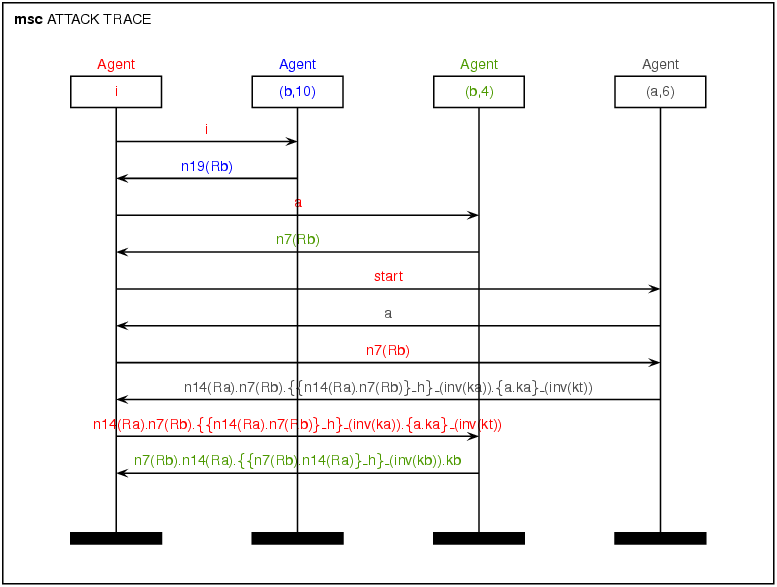 msc ATTACK TRACE
Agent Agent Agent Agent
i (b,10) (b,4) (a,6)
i
n19(Rb)
a
n7(Rb)
start
a
n7(Rb)
n14(Ra).n7(Rb).{{n14(Ra).n7(Rb)}_h}_(inv(ka)).{a.ka}_(inv(kt))
n14(Ra).n7(Rb).{{n14(Ra).n7(Rb)}_h}_(inv(ka)).{a.ka}_(inv(kt))
n7(Rb).n14(Ra).{{n7(Rb).n14(Ra)}_h}_(inv(kb)).kb